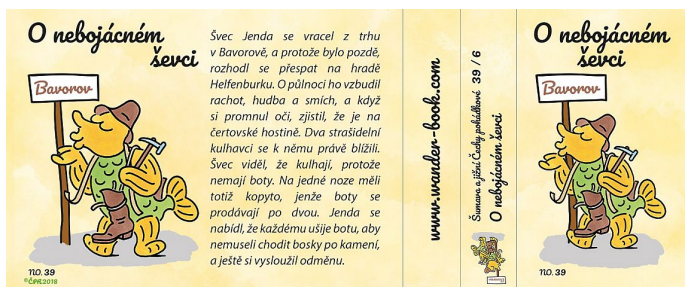 O nebojácném
ševci
Bavorov
NO. 39
©ČPR 2018
Švec Jenda se vracel z trhu
v Bavorově, a protože bylo pozdě,
rozhodl se přespat na hradě
Helfenburku. O půlnoci ho vzbudil
rachot, hudba a smích, a když
si promnul oči, zjistil, že je na
čertovské hostině. Dva strašidelní
kulhavci se k němu právě blížili.
Švec viděl, že kulhají, protože
nemají boty. Na jedné noze měli
totiž kopyto, jenže boty se
prodávají po dvou. Jenda se
nabídl, že každému ušije botu, aby
nemuseli chodit bosky po kamení,
a ještě si vysloužil odměnu.
www.wander-book.com
Šumava a jižní Čechy pohádkové 39 / 6
O nebojácném ševci
O nebojácném
ševci
Bavorov
NO. 39